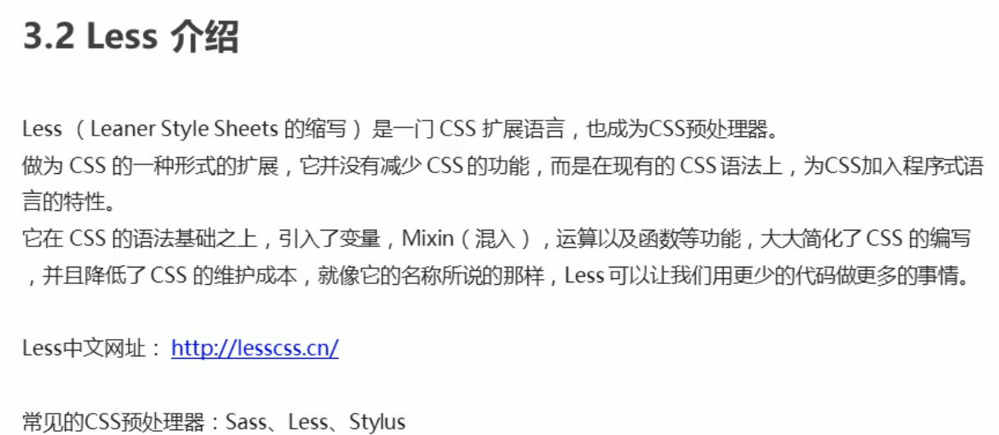 3.2 Less 介绍
Less （ Leaner Style Sheets 的缩写 ） 是一门 CSS 扩展语言，也成为CSS预处理器。
做为 CSS 的一种形式的扩展，它并没有减少 CSS 的功能，而是在现有的 CSS 语法上，为CSS加入程序式语
言的特性。
它在 CSS 的语法基础之上，引入了变量，Mixin（混入），运算以及函数等功能，大大简化了 CSS 的编写
，并且降低了 CSS 的维护成本，就像它的名称所说的那样，Less 可以让我们用更少的代码做更多的事情。
Less中文网址： http://lesscss.cn/
常见的CSS预处理器：Sass、Less、Stylus